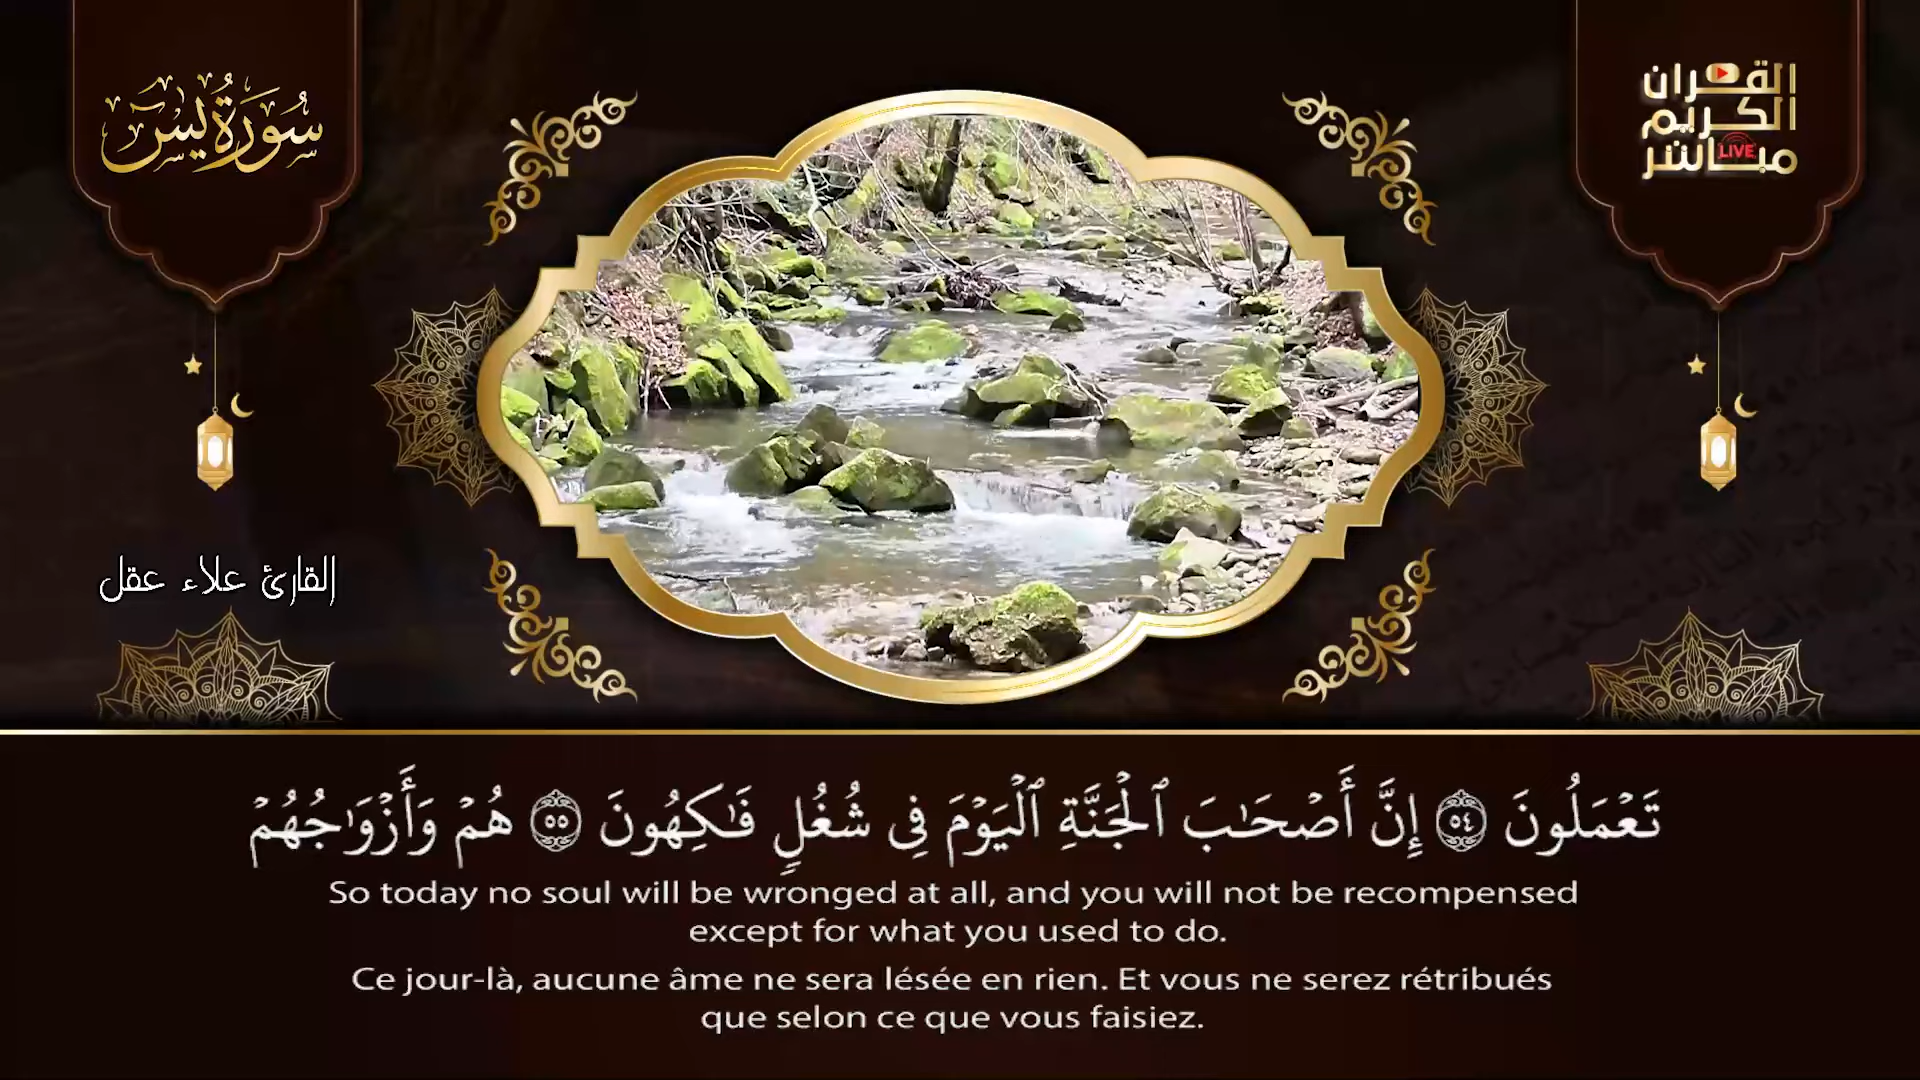 سُورَةُ يسٓ
القرآن
الكريم
مباشر
LIVE
القارئ علاء عقل
تَعْمَلُونَ ٥٤ إِنَّ أَصْحَٰبَ ٱلْجَنَّةِ ٱلْيَوْمَ فِى شُغُلٍ فَٰكِهُونَ ٥٥ هُمْ وَأَزْوَٰجُهُمْ
So today no soul will be wronged at all, and you will not be recompensed
except for what you used to do.
Ce jour-là, aucune âme ne sera lésée en rien. Et vous ne serez rétribués
que selon ce que vous faisiez.